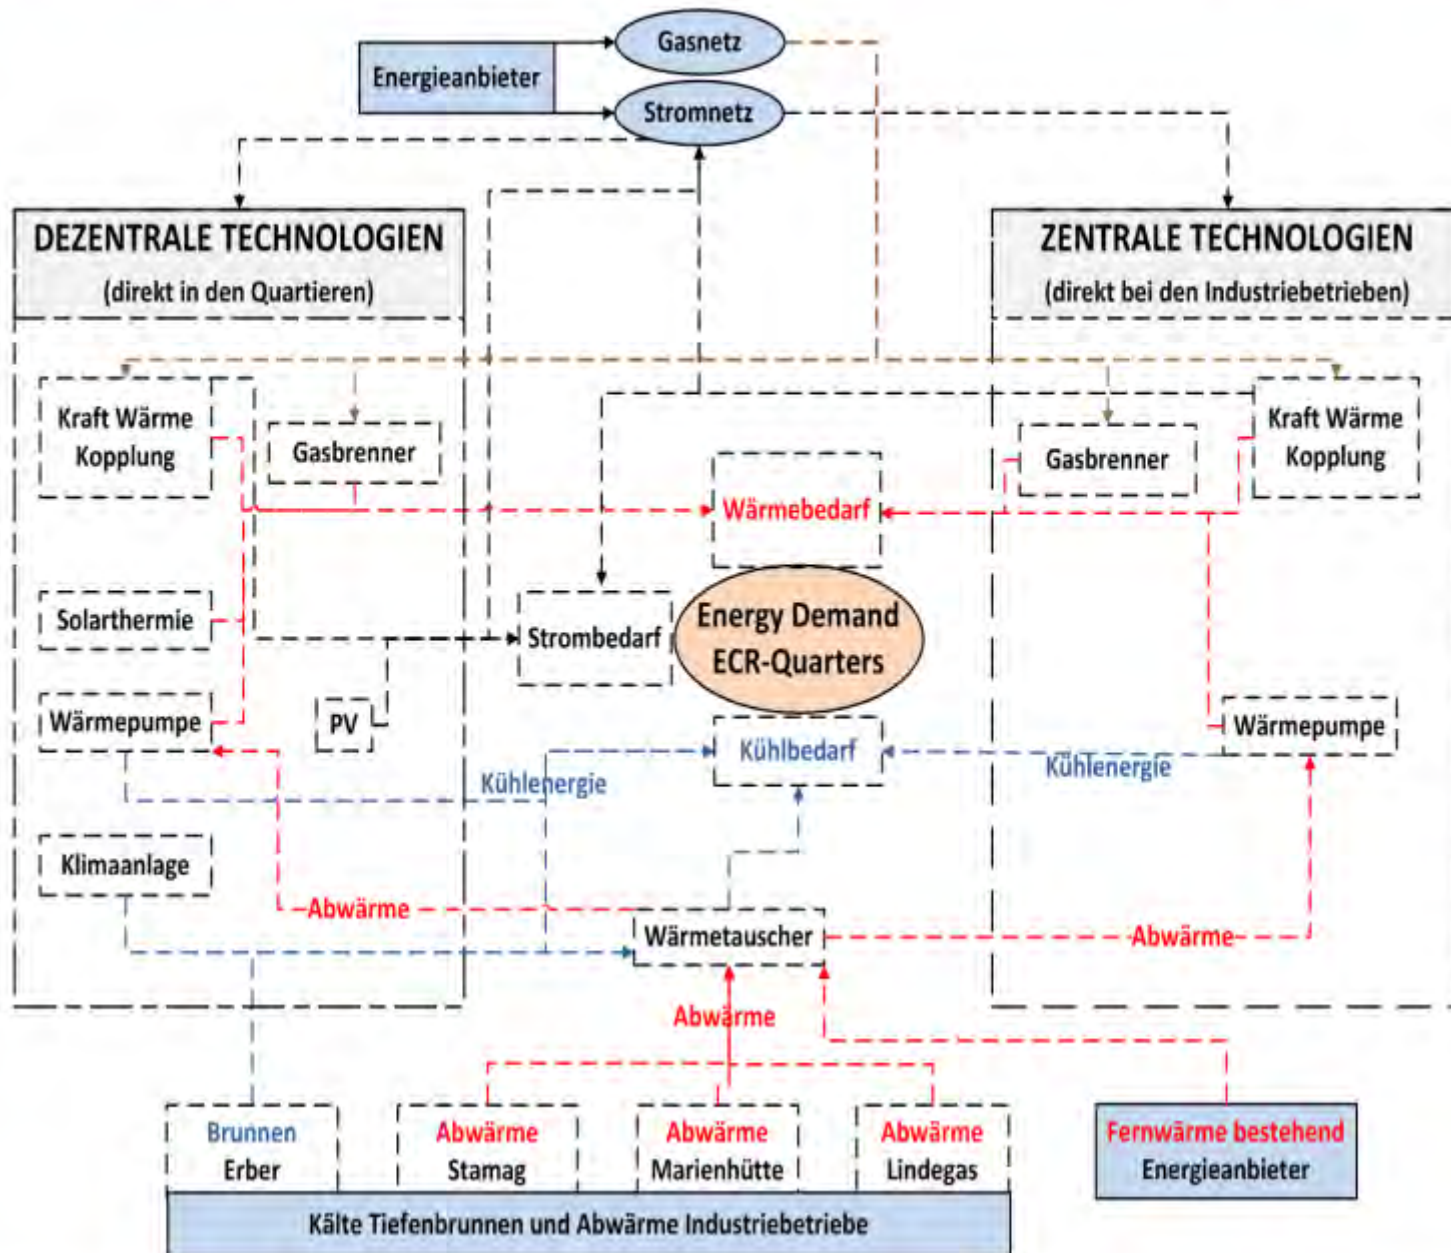 Gasnetz
Energieanbieter
Stromnetz
DEZENTRALE TECHNOLOGIEN
(direkt in den Quartieren)
ZENTRALE TECHNOLOGIEN
(direkt bei den Industriebetrieben)
Kraft Wärme
Kopplung
Gasbrenner
Wärmebedarf
Gasbrenner
Kraft Wärme
Kopplung
Solarthermie
Strombedarf
Energy Demand
ECR-Quarters
Wärmepumpe
PV
Kühlbedarf
Wärmepumpe
Kühlenergie
Kühlenergie
Klimaanlage
Abwärme
Wärmetauscher
Abwärme
Abwärme
Brunnen
Erber
Abwärme
Stamag
Abwärme
Marienhütte
Abwärme
Lindegas
Fernwärme bestehend
Energieanbieter
Kälte Tiefenbrunnen und Abwärme Industriebetriebe